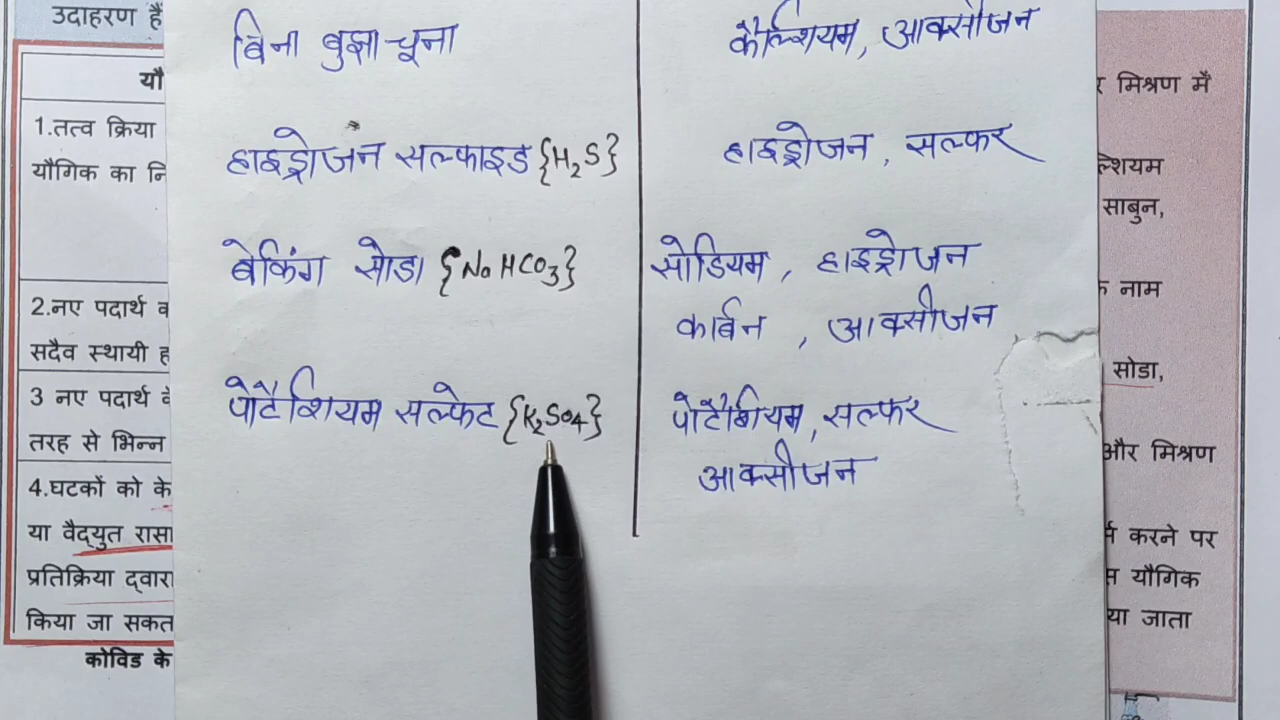 उदाहरण हैं
यौ
1.तत्व क्रिया
यौगिक का नि
2.नए पदार्थ व
सदैव स्थायी ह
3 नए पदार्थ वे
तरह से भिन्न
4.घटकों को के
या वैद्युत रासा
प्रतिक्रिया द्वारा
किया जा सकत
कोविड के
बिना बुझा चूना कैल्शियम, आक्सीजन
हाइड्रोजन सल्फाइड {H₂S} हाइड्रोजन, सल्फर
बेकिंग सोडा {NaHCO₃} सोडियम, हाइड्रोजन
कार्बन , आक्सीजन
पोटैशियम सल्फेट {K₂SO₄} पोटैशियम, सल्फर
आक्सीजन
र मिश्रण में
ल्शियम
साबुन,
के नाम
सोडा,
और मिश्रण
र्म करने पर
स यौगिक
या जाता